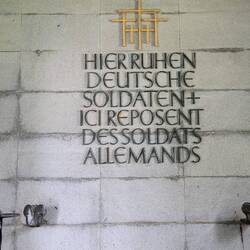 HIER RUHEN
DEUTSCHE
SOLDATEN +
ICI REPOSENT
DES SOLDATS
ALLEMANDS